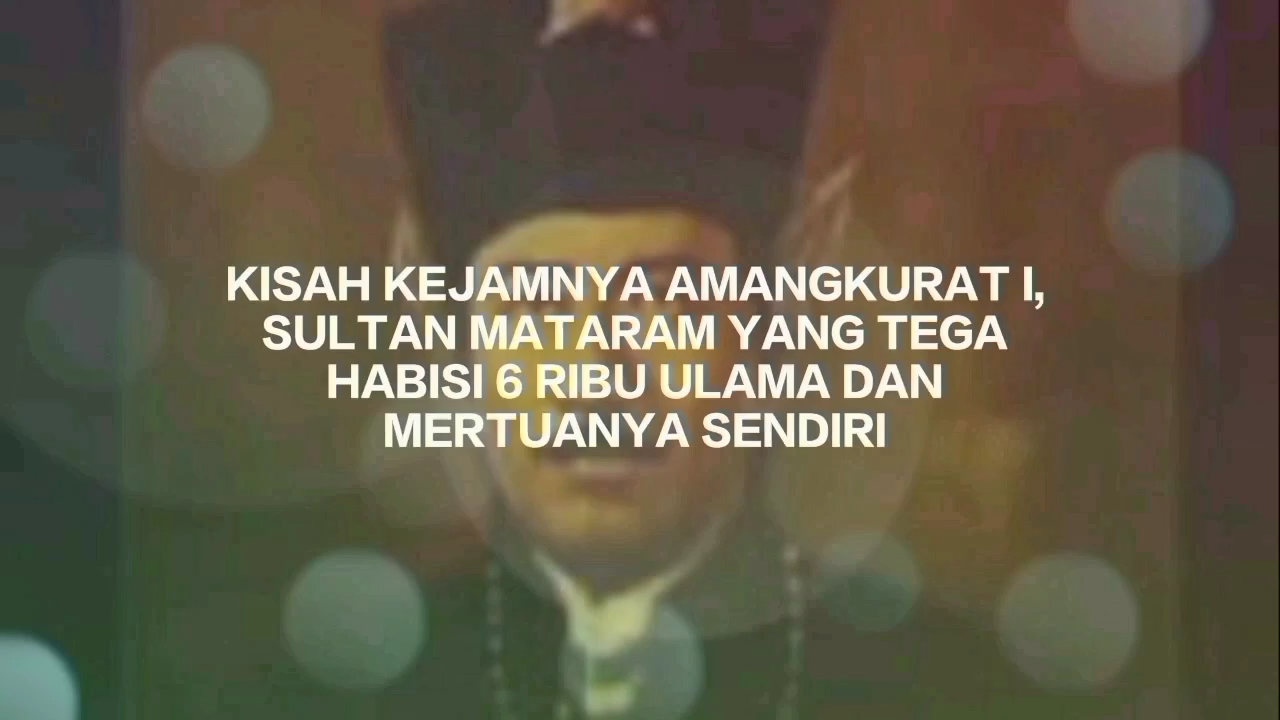 KISAH KEJAMNYA AMANGKURAT I,
SULTAN MATARAM YANG TEGA
HABISI 6 RIBU ULAMA DAN
MERTUANYA SENDIRI